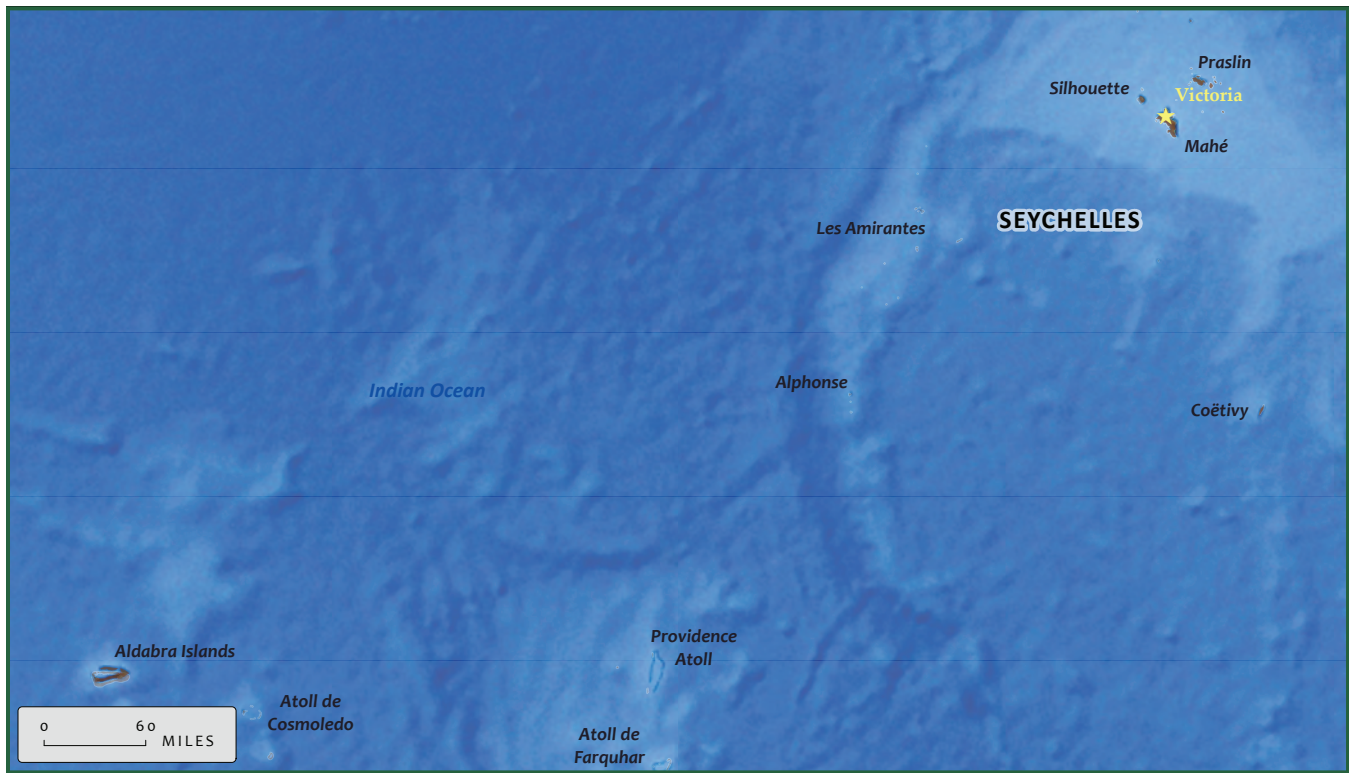 Praslin
Silhouette
Victoria
Mahé
SEYCHELLES
Les Amirantes
Alphonse
Indian Ocean
Coëtivy
Providence
Atoll
Aldabra Islands
Atoll de
Cosmoledo
Atoll de
Farquhar
0 60
MILES